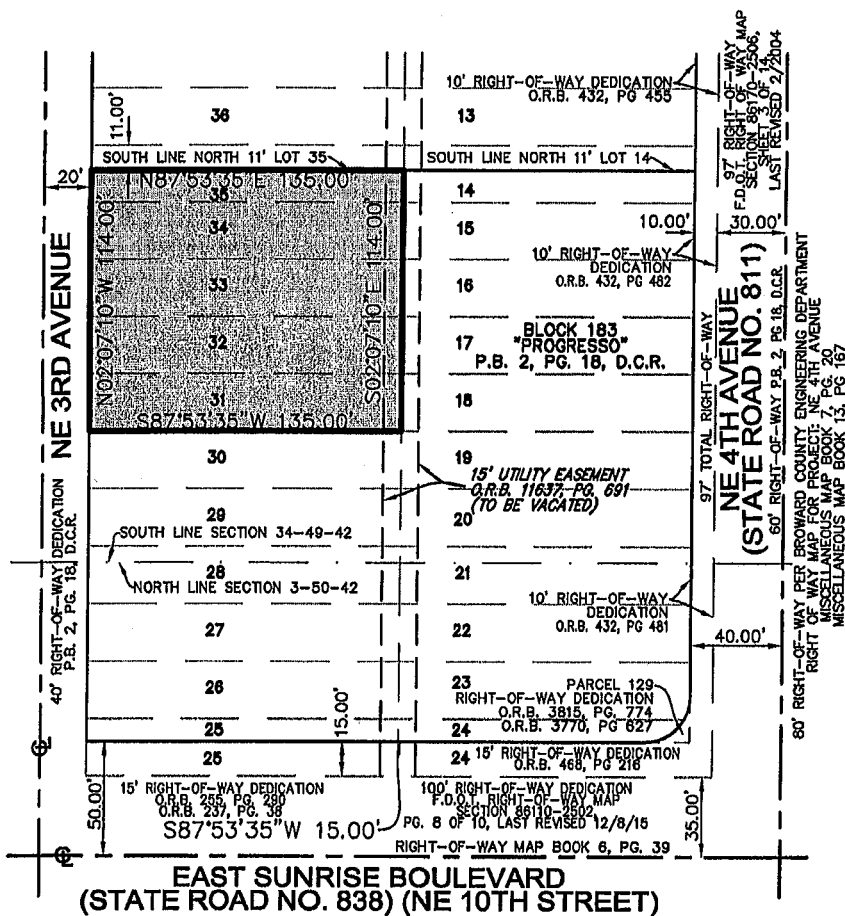 10' RIGHT-OF-WAY DEDICATION
O.R.B. 432, PG 455
97' RIGHT-OF-WAY
F.D.O.T. RIGHT OF WAY MAP
SECTION 86170-2506,
SHEET 3 OF 14
LAST REVISED 2/2004
36
13
11.00'
SOUTH LINE NORTH 11' LOT 35
SOUTH LINE NORTH 11' LOT 14
20'
N87°53'35"E 135.00'
35
14
34
15
10.00'
30.00'
10' RIGHT-OF-WAY
DEDICATION
O.R.B. 432, PG 482
NE 3RD AVENUE
N02°07'10"W 114.00'
S02°07'10"E 114.00'
33
16
32
17
BLOCK 183
"PROGRESSO"
P.B. 2, PG. 18, D.C.R.
31
18
S87°53'35"W 135.00'
97' TOTAL RIGHT-OF-WAY
NE 4TH AVENUE
(STATE ROAD NO. 811)
60' RIGHT-OF-WAY P.B. 2, PG 18, D.C.R.
80' RIGHT-OF-WAY PER BROWARD COUNTY ENGINEERING DEPARTMENT
RIGHT OF WAY MAP FOR PROJECT: NE 4TH AVENUE
MISCELLANEOUS MAP BOOK 7, PG. 20
MISCELLANEOUS MAP BOOK 13, PG 167
30
19
15' UTILITY EASEMENT
O.R.B. 11637, PG. 691
(TO BE VACATED)
29
20
40' RIGHT-OF-WAY DEDICATION
P.B. 2, PG. 18, D.C.R.
SOUTH LINE SECTION 34-49-42
28
21
NORTH LINE SECTION 3-50-42
10' RIGHT-OF-WAY
DEDICATION
O.R.B. 432, PG 481
27
22
40.00'
26
23
PARCEL 129
RIGHT-OF-WAY DEDICATION
O.R.B. 3815, PG. 774
O.R.B. 3770, PG 627
25
15.00'
24
25
24
15' RIGHT-OF-WAY DEDICATION
O.R.B. 468, PG 216
50.00'
15' RIGHT-OF-WAY DEDICATION
O.R.B. 255, PG. 290
O.R.B. 237, PG. 38
S87°53'35"W 15.00'
100' RIGHT-OF-WAY DEDICATION
F.D.O.T. RIGHT-OF-WAY MAP
SECTION 86110-2502,
PG. 8 OF 10, LAST REVISED 12/8/15
35.00'
RIGHT-OF-WAY MAP BOOK 6, PG. 39
EAST SUNRISE BOULEVARD
(STATE ROAD NO. 838) (NE 10TH STREET)